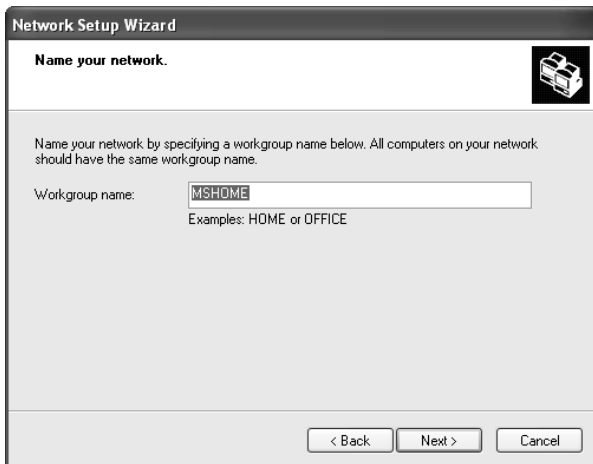 Network Setup Wizard
Name your network.
Name your network by specifying a workgroup name below. All computers on your network
should have the same workgroup name.
Workgroup name: MSHOME
Examples: HOME or OFFICE
< Back Next > Cancel